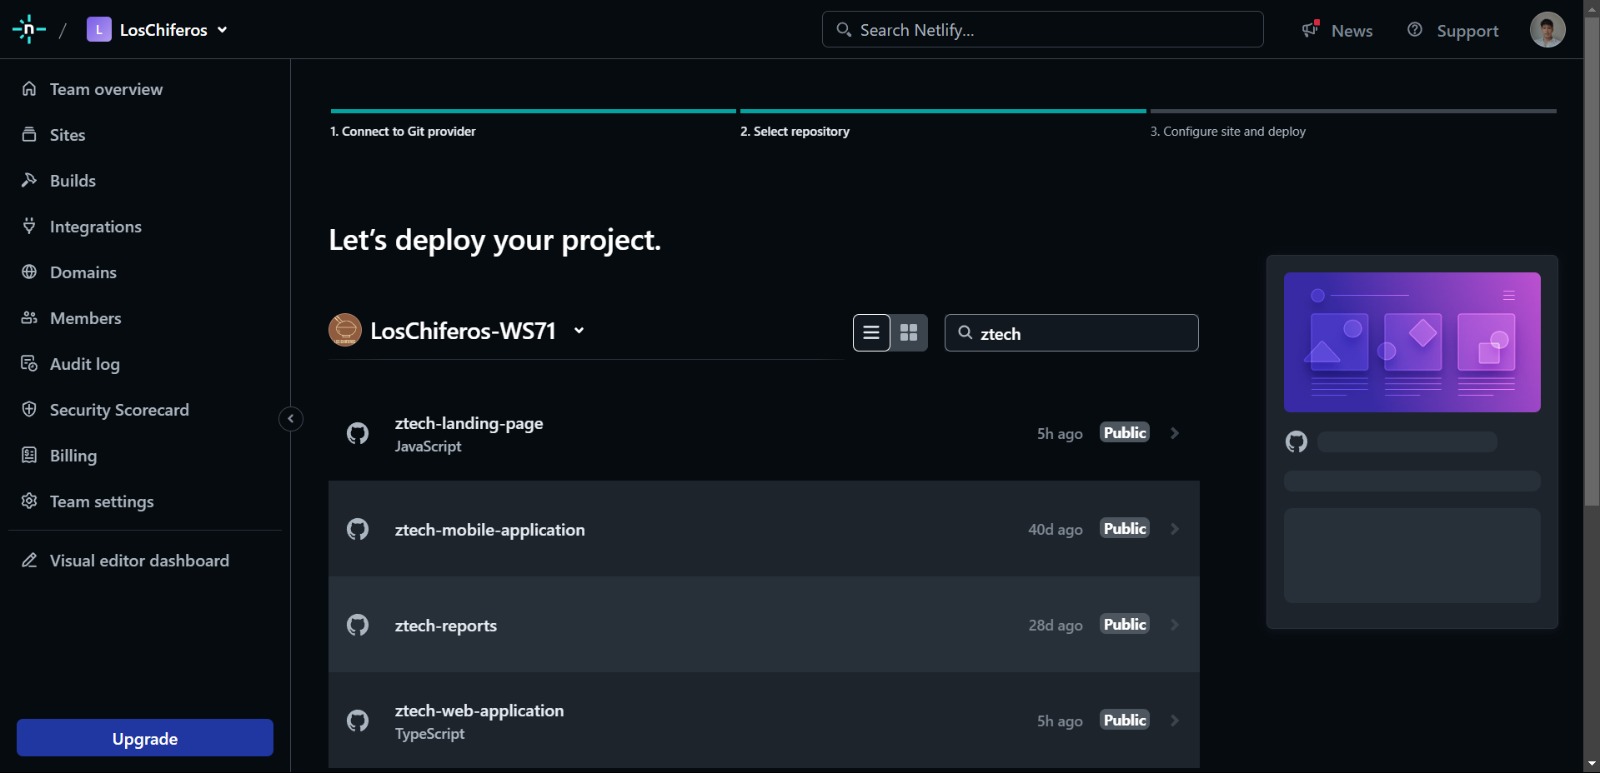 n / L LosChiferos
Search Netlify...
News
Support
Team overview
Sites
Builds
Integrations
Domains
Members
Audit log
Security Scorecard
Billing
Team settings
Visual editor dashboard
Upgrade
1. Connect to Git provider
2. Select repository
3. Configure site and deploy
Let’s deploy your project.
LosChiferos-WS71
ztech
ztech-landing-page
JavaScript
5h ago Public
ztech-mobile-application
40d ago Public
ztech-reports
28d ago Public
ztech-web-application
TypeScript
5h ago Public